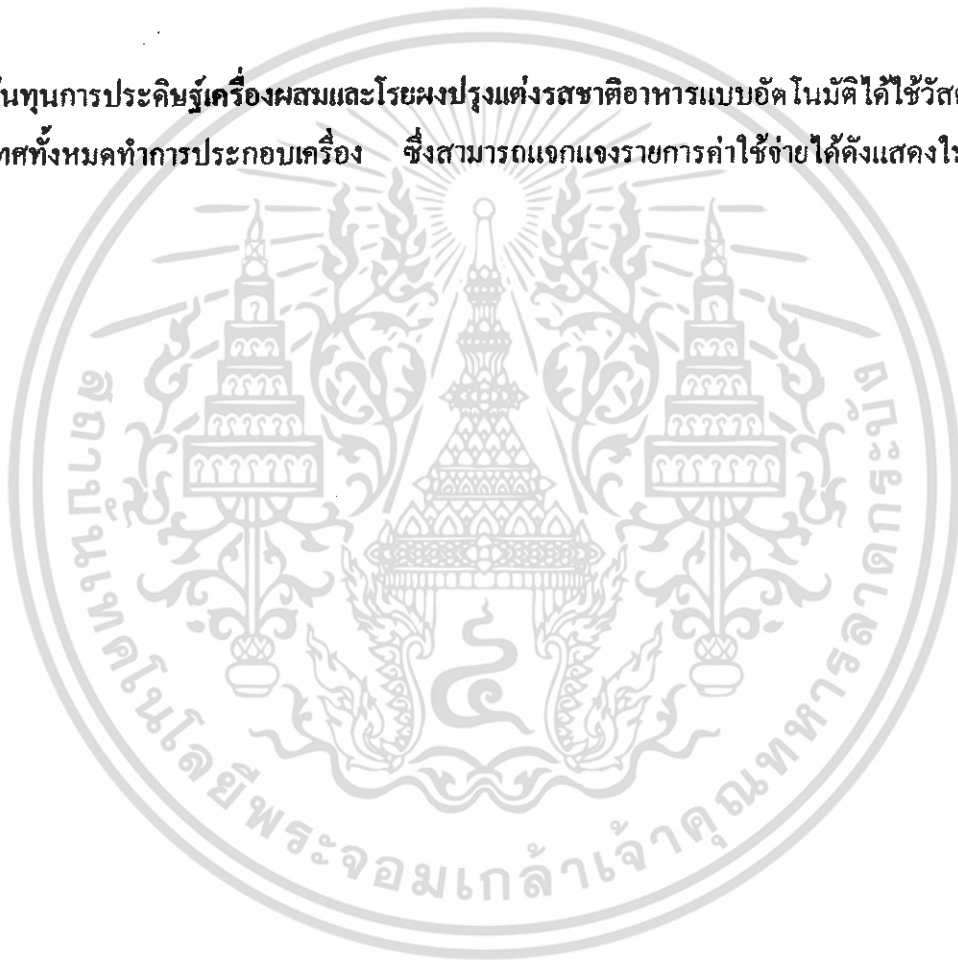 นทุนการประดิษฐ์เครื่องผสมและโรยผงปรุงแต่งรสชาติอาหารแบบอัตโนมัติได้ใช้วัสด
ทศทั้งหมดทำการประกอบเครื่อง ซึ่งสามารถแจกแจงรายการค่าใช้จ่ายได้ดังแสดงใน
สถาบันเทคโนโลยีพระจอมเกล้าเจ้าคุณทหารลาดกระบัง